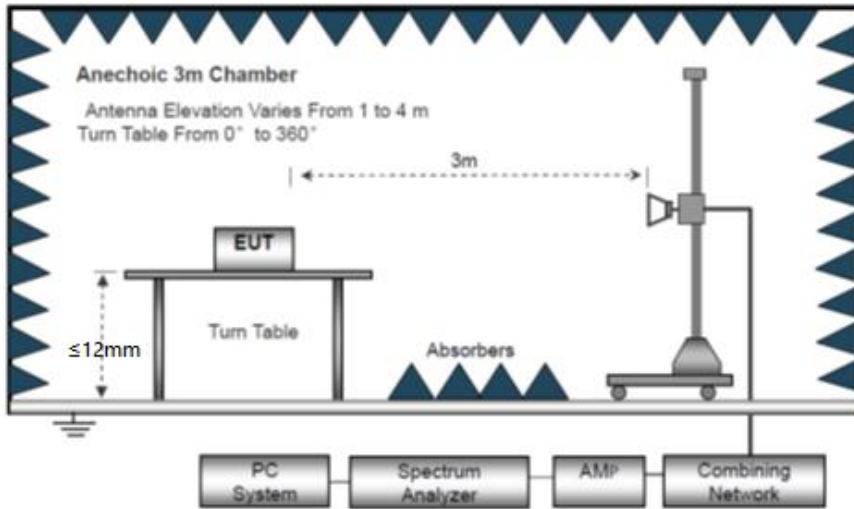 Anechoic 3m Chamber
Antenna Elevation Varies From 1 to 4 m
Turn Table From 0° to 360°
3m
EUT
≤12mm
Turn Table
Absorbers
PC
System
Spectrum
Analyzer
AMP
Combining
Network